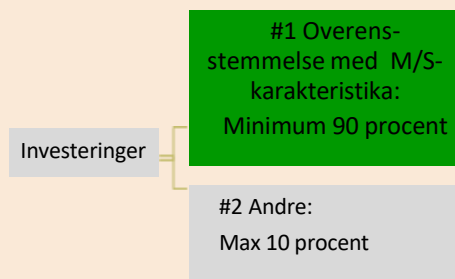 #1 Overens-
stemmelse med M/S-
karakteristika:
Minimum 90 procent
Investeringer
#2 Andre:
Max 10 procent